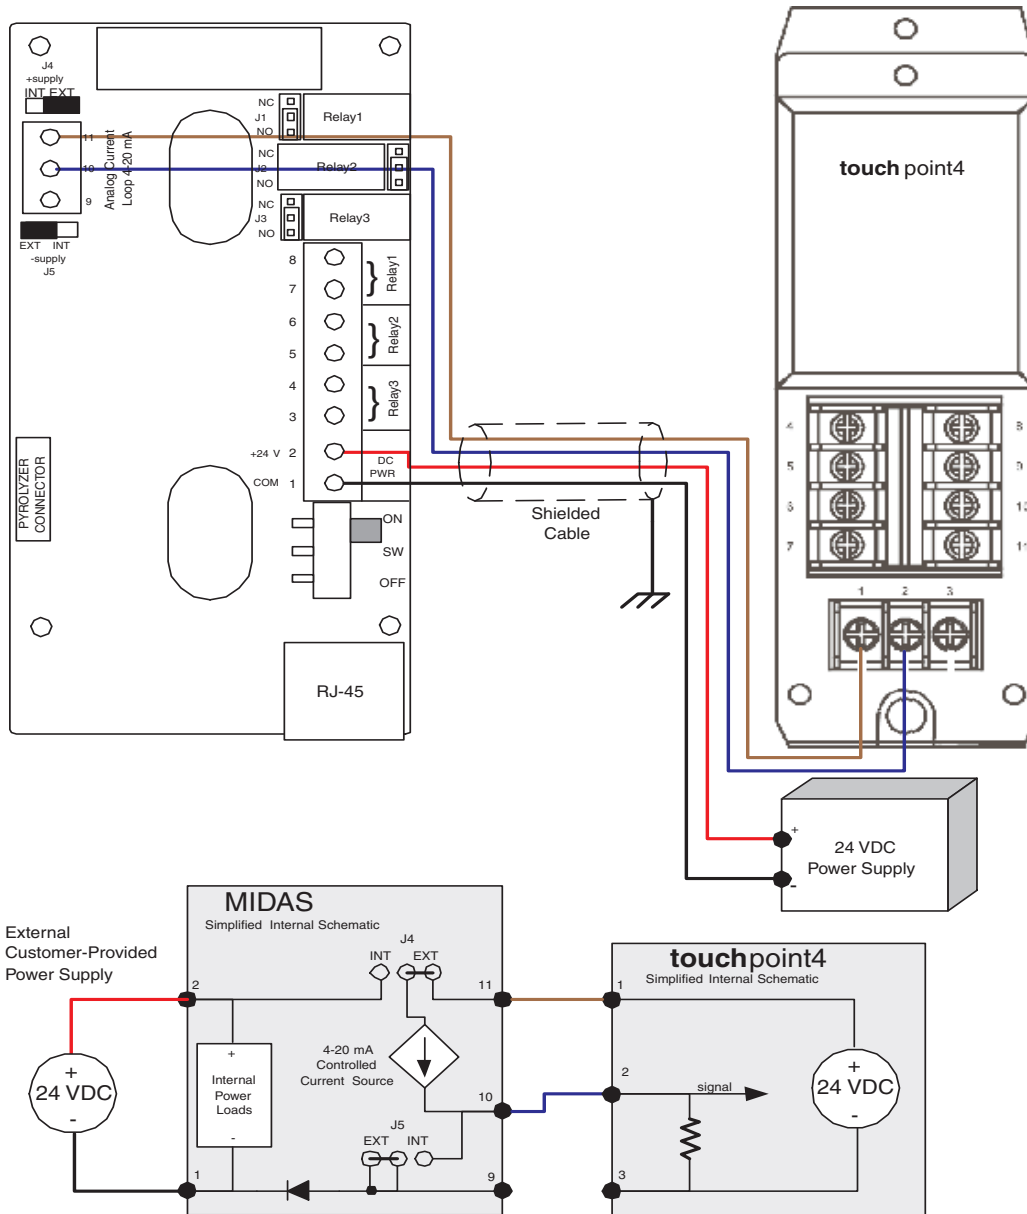 J4
+supply
INT EXT
11
10
9
Analog Current
Loop 4-20 mA
EXT INT
-supply
J5
NC
J1
NO
Relay1
NC
J2
NO
Relay2
NC
J3
NO
Relay3
8
7
Relay1
6
5
Relay2
4
3
Relay3
+24 V
2
DC
PWR
COM
1
PYROLYZER
CONNECTOR
ON
SW
OFF
RJ-45
Shielded
Cable
touch point4
4
5
6
7
8
9
10
11
1
2
3
+
-
24 VDC
Power Supply
External
Customer-Provided
Power Supply
+
24 VDC
-
MIDAS
Simplified Internal Schematic
J4
INT
EXT
2
11
+
Internal
Power
Loads
-
4-20 mA
Controlled
Current Source
10
J5
EXT INT
1
9
touchpoint4
Simplified Internal Schematic
1
2
signal
3
+
24 VDC
-